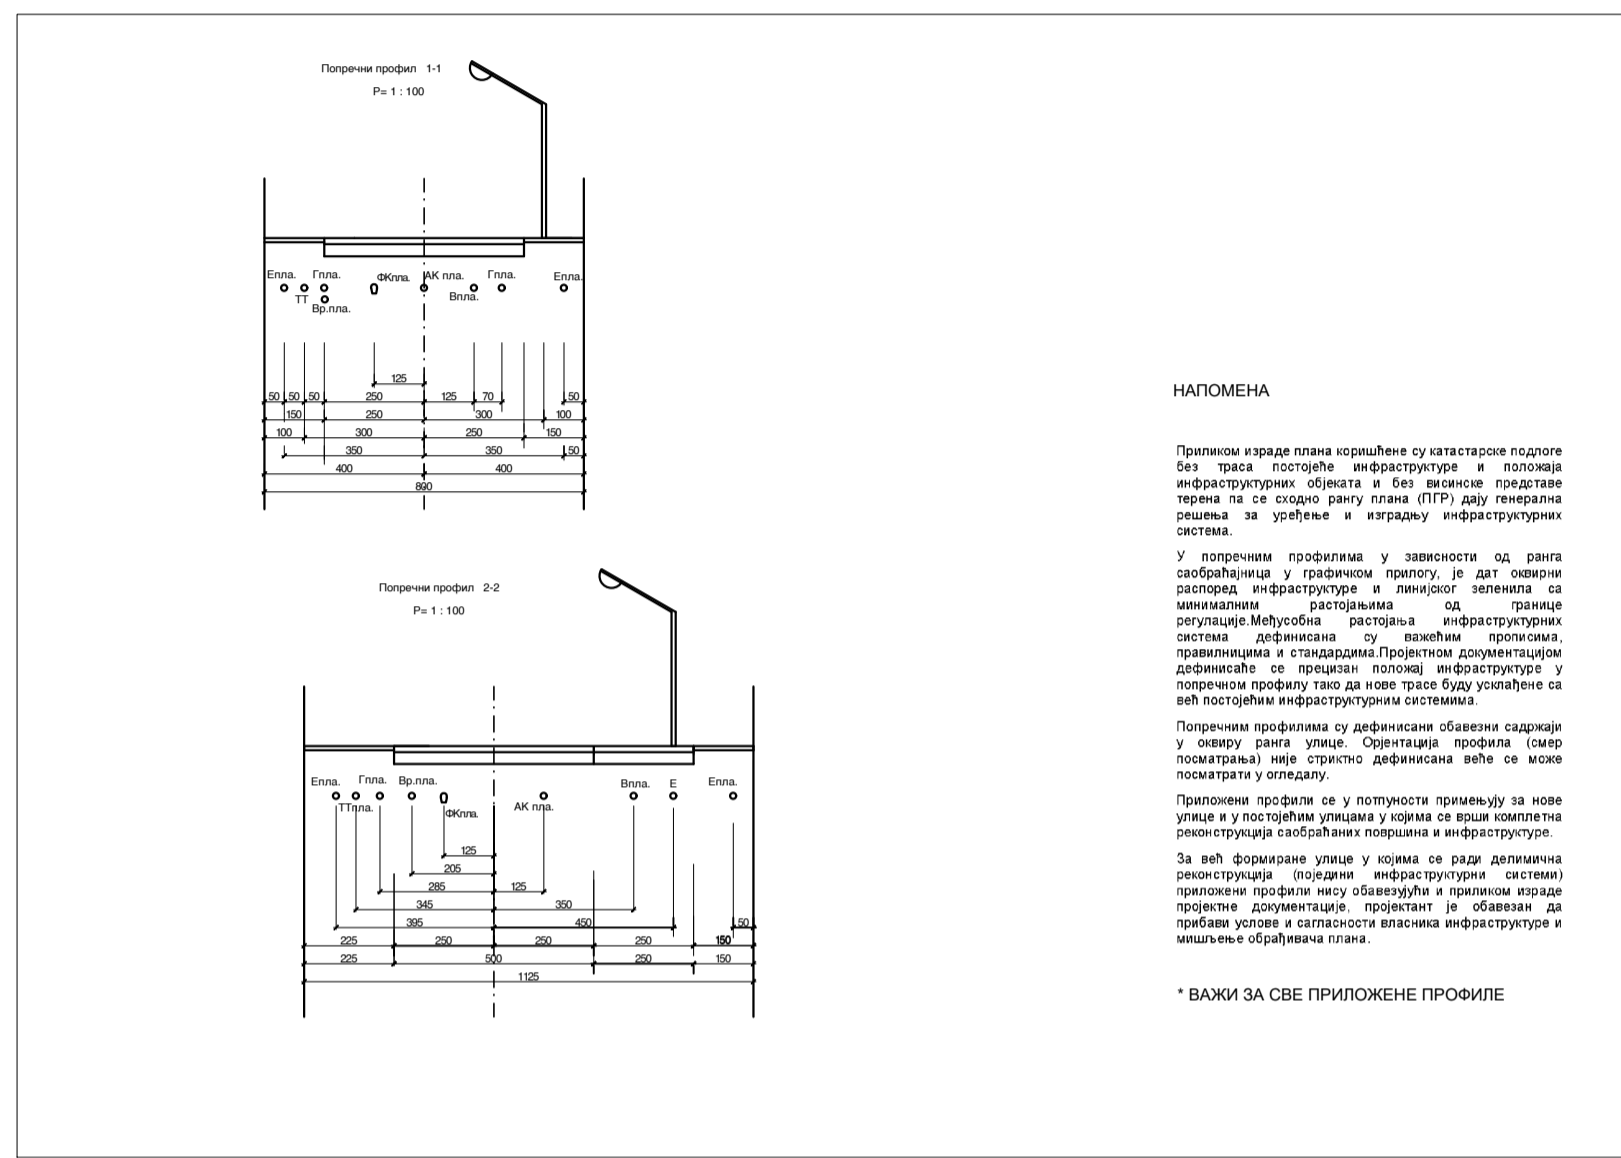 Попречни профил 1-1
Р= 1 : 100
Епла. Гпла. ФКпла. АК пла. Гпла. Епла.
ТТ Впла.
Вр.пла.
125
50 50 50 250 125 70 50
150 250 300 100
100 300 250 150
350 350 50
400 400
800
Попречни профил 2-2
Р= 1 : 100
Епла. Гпла. Вр.пла. Впла. Е Епла.
ТТпла. ФКпла. АК пла.
125
205
285 125
345 350
395 450 50
225 250 250 250 150
225 500 250 150
1125
НАПОМЕНА
Приликом израде плана коришћене су катастарске подлоге
без траса постојеће инфраструктуре и положаја
инфраструктурних објеката и без висинске представе
терена па се сходно рангу плана (ПГР) дају генерална
решења за уређење и изградњу инфраструктурних
система.
У попречним профилима у зависности од ранга
саобраћајница у графичком прилогу, је дат оквирни
распоред инфраструктуре и линијског зеленила са
минималним растојањима од границе
регулације.Међусобна растојања инфраструктурних
система дефинисана су важећим прописима,
правилницима и стандардима.Пројектном документацијом
дефинисаће се прецизан положај инфраструктуре у
попречном профилу тако да нове трасе буду усклађене са
већ постојећим инфраструктурним системима.
Попречним профилима су дефинисани обавезни садржаји
у оквиру ранга улице. Орјентација профила (смер
посматрања) није стриктно дефинисана веће се може
посматрати у огледалу.
Приложени профили се у потпуности примењују за нове
улице и у постојећим улицама у којима се врши комплетна
реконструкција саобраћаних површина и инфраструктуре.
За већ формиране улице у којима се ради делимична
реконструкција (поједини инфраструктурни системи)
приложени профили нису обавезујући и приликом израде
пројектне документације, пројектант је обавезан да
прибави услове и сагласности власника инфраструктуре и
мишљење обрађивача плана.
* ВАЖИ ЗА СВЕ ПРИЛОЖЕНЕ ПРОФИЛЕ